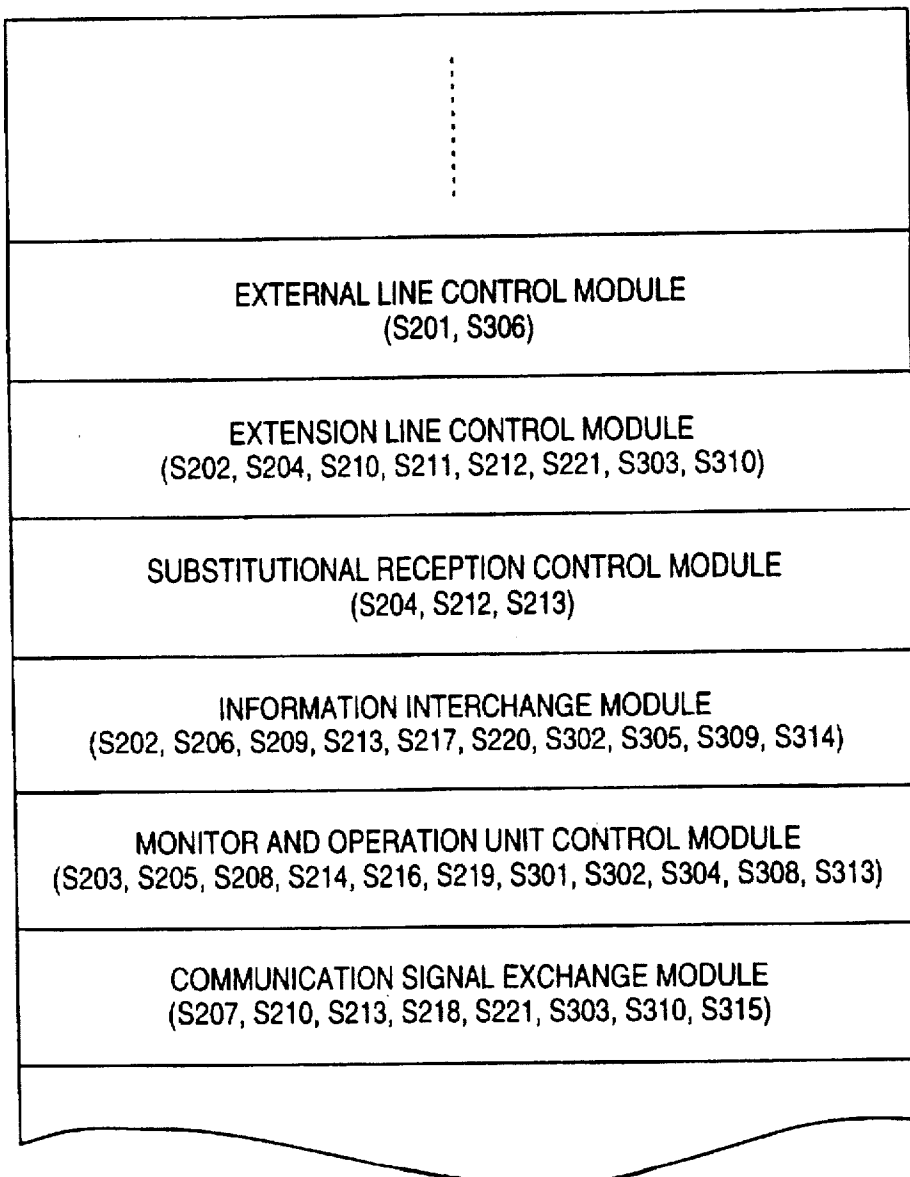 EXTERNAL LINE CONTROL MODULE
(S201, S306)
EXTENSION LINE CONTROL MODULE
(S202, S204, S210, S211, S212, S221, S303, S310)
SUBSTITUTIONAL RECEPTION CONTROL MODULE
(S204, S212, S213)
INFORMATION INTERCHANGE MODULE
(S202, S206, S209, S213, S217, S220, S302, S305, S309, S314)
MONITOR AND OPERATION UNIT CONTROL MODULE
(S203, S205, S208, S214, S216, S219, S301, S302, S304, S308, S313)
COMMUNICATION SIGNAL EXCHANGE MODULE
(S207, S210, S213, S218, S221, S303, S310, S315)